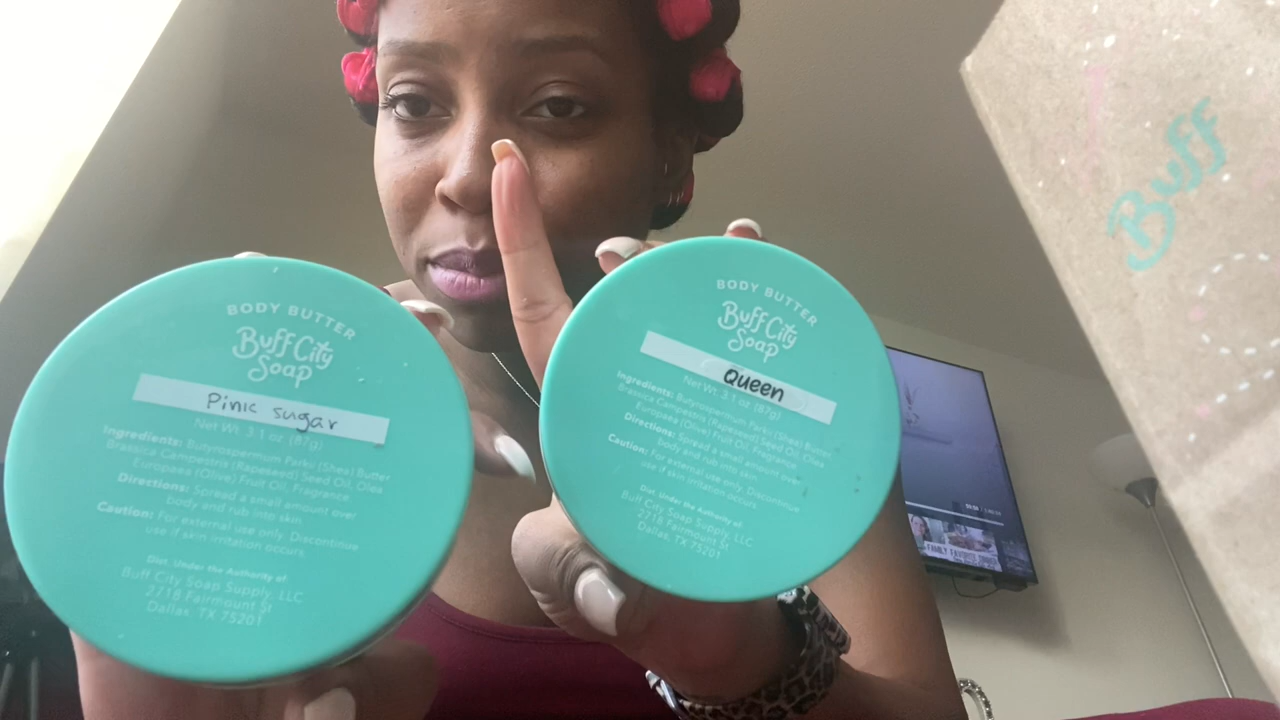 BODY BUTTER
Buff City
Soap
Pink sugar
Net Wt. 3.1 oz (87g)
Ingredients: Butyrospermum Parkii (Shea) Butter
Brassica Campestris (Rapeseed) Seed Oil, Olea
Europaea (Olive) Fruit Oil, Fragrance
Directions: Spread a small amount over
body and rub into skin
Caution: For external use only. Discontinue
use if skin irritation occurs.
Dist. Under the Authority of
Buff City Soap Supply, LLC
2718 Fairmount St
Dallas, TX 75201
BODY BUTTER
Buff City
Soap
Queen
Net Wt. 3.1 oz (87g)
Ingredients: Butyrospermum Parkii (Shea) Butter
Brassica Campestris (Rapeseed) Seed Oil, Olea
Europaea (Olive) Fruit Oil, Fragrance
Directions: Spread a small amount over
body and rub into skin
Caution: For external use only. Discontinue
use if skin irritation occurs.
Dist. Under the Authority of
Buff City Soap Supply, LLC
2718 Fairmount St
Dallas, TX 75201
Buff
FAMILY FAVORITE